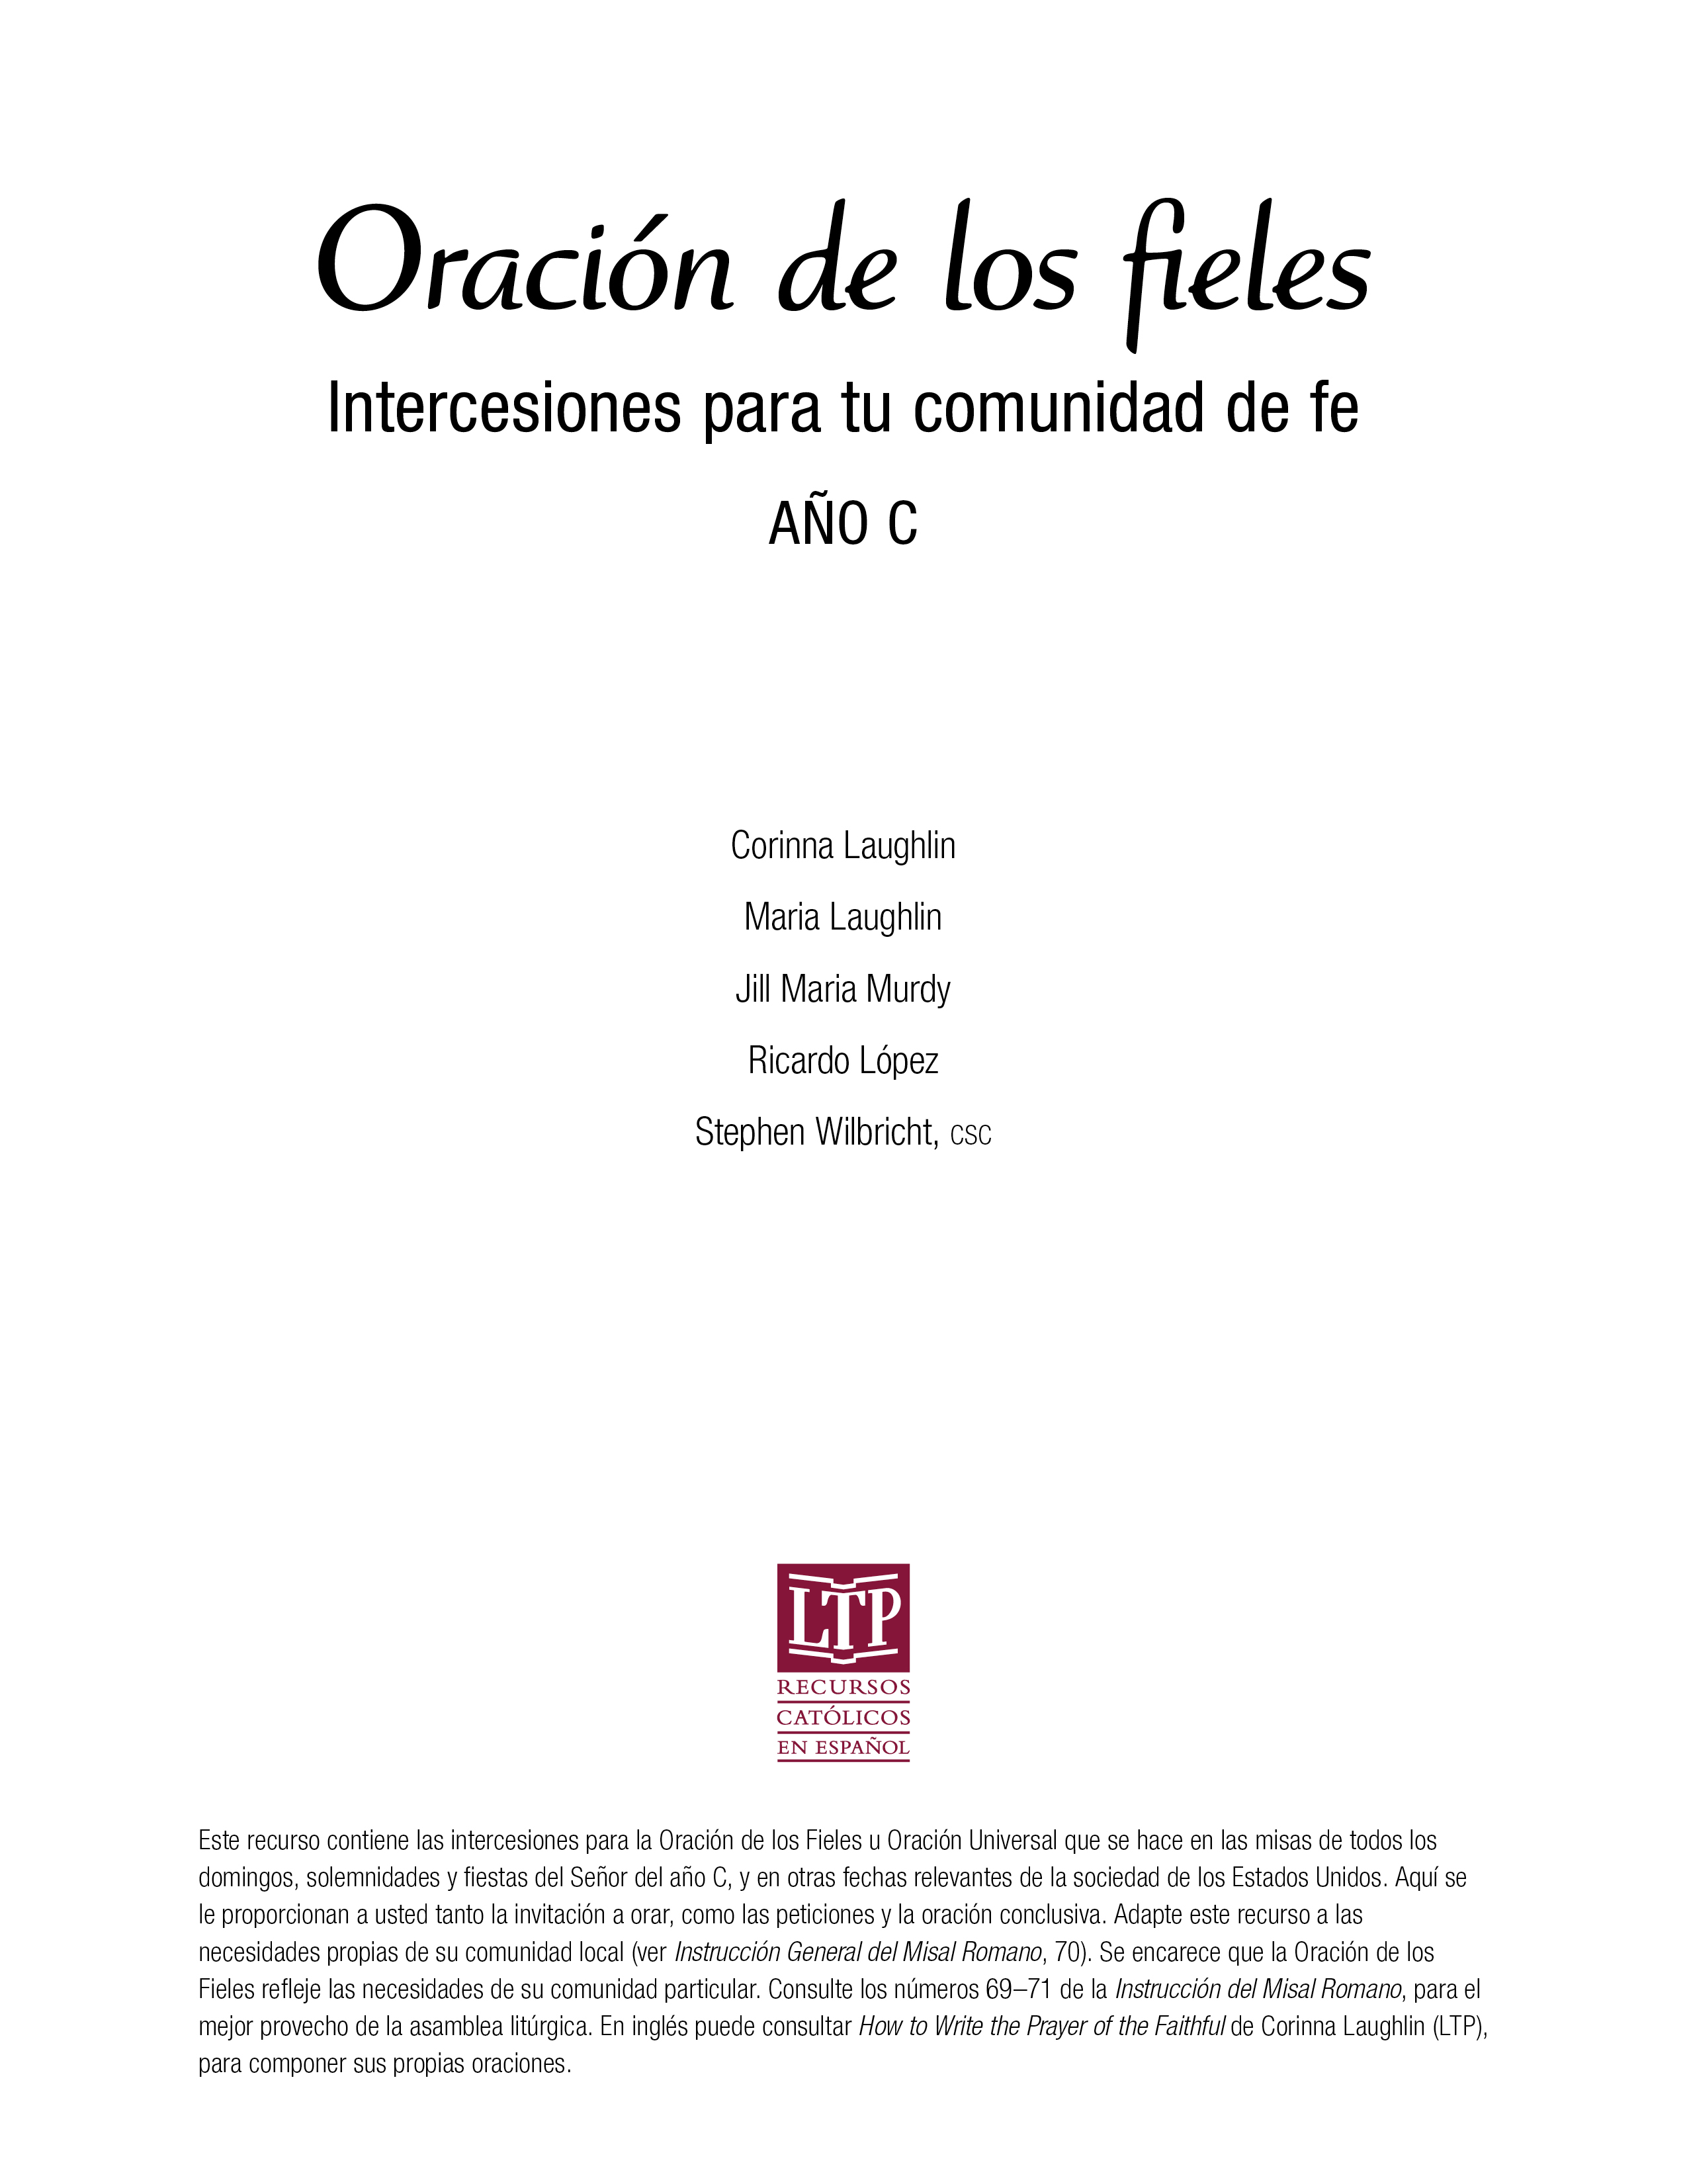 Oración de los fieles
Intercesiones para tu comunidad de fe
AÑO C
Corinna Laughlin
Maria Laughlin
Jill Maria Murdy
Ricardo López
Stephen Wilbricht, CSC
LTP
RECURSOS
CATÓLICOS
EN ESPAÑOL
Este recurso contiene las intercesiones para la Oración de los Fieles u Oración Universal que se hace en las misas de todos los
domingos, solemnidades y fiestas del Señor del año C, y en otras fechas relevantes de la sociedad de los Estados Unidos. Aquí se
le proporcionan a usted tanto la invitación a orar, como las peticiones y la oración conclusiva. Adapte este recurso a las
necesidades propias de su comunidad local (ver Instrucción General del Misal Romano, 70). Se encarece que la Oración de los
Fieles refleje las necesidades de su comunidad particular. Consulte los números 69–71 de la Instrucción del Misal Romano, para el
mejor provecho de la asamblea litúrgica. En inglés puede consultar How to Write the Prayer of the Faithful de Corinna Laughlin (LTP),
para componer sus propias oraciones.